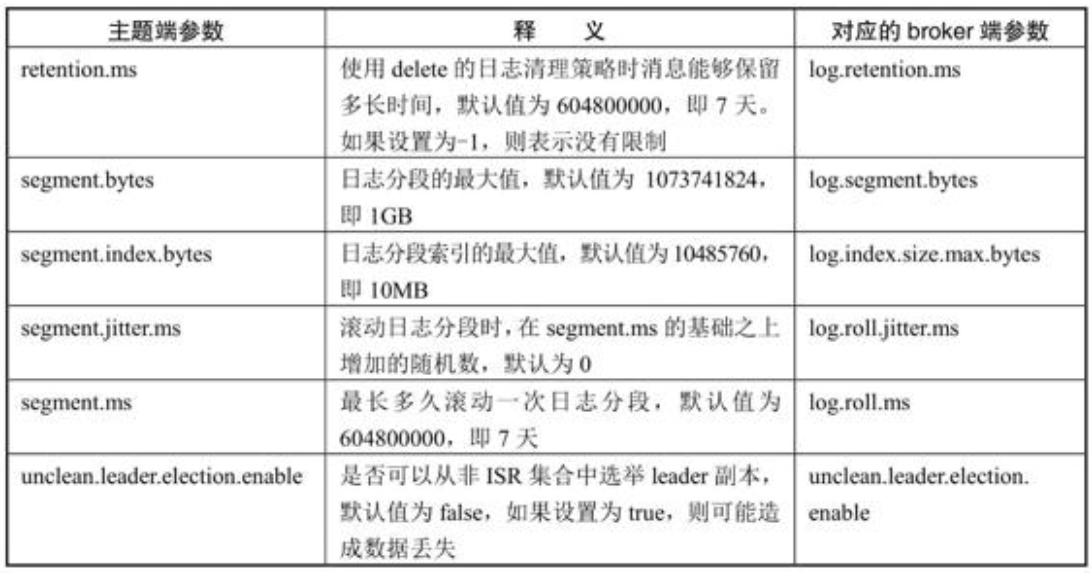 主题端参数 释 义 对应的 broker 端参数
retention.ms 使用 delete 的日志清理策略时消息能够保留 log.retention.ms
多长时间，默认值为 604800000，即 7 天。
如果设置为-1，则表示没有限制
segment.bytes 日志分段的最大值，默认值为 1073741824， log.segment.bytes
即 1GB
segment.index.bytes 日志分段索引的最大值，默认值为 10485760， log.index.size.max.bytes
即 10MB
segment.jitter.ms 滚动日志分段时，在 segment.ms 的基础之上 log.roll.jitter.ms
增加的随机数，默认为 0
segment.ms 最长多久滚动一次日志分段，默认值为 log.roll.ms
604800000，即 7 天
unclean.leader.election.enable 是否可以从非 ISR 集合中选举 leader 副本， unclean.leader.election.
默认值为 false，如果设置为 true，则可能造 enable
成数据丢失